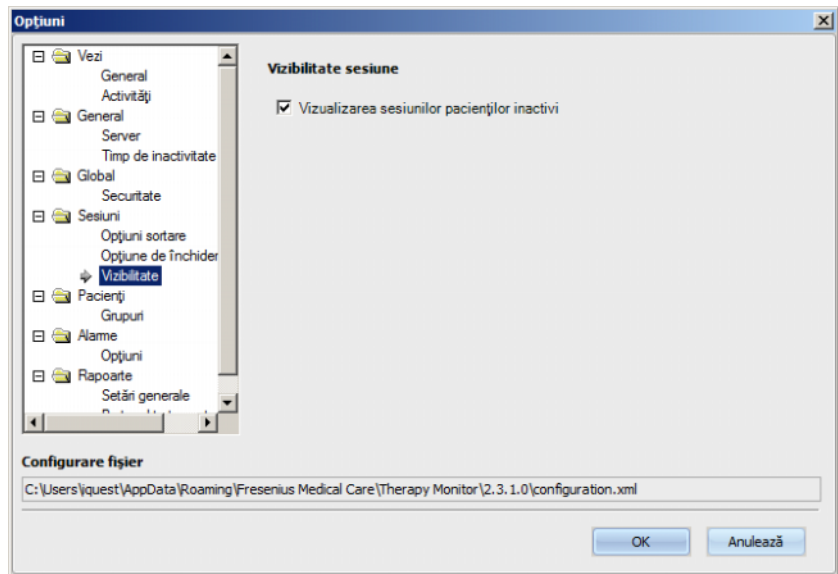 Opțiuni
Vezi
General
Activități
General
Server
Timp de inactivitate
Global
Securitate
Sesiuni
Opțiuni sortare
Opțiune de închider
Vizibilitate
Pacienți
Grupuri
Alarme
Opțiuni
Rapoarte
Setări generale
Vizibilitate sesiune
Vizualizarea sesiunilor pacienților inactivi
Configurare fișier
C:\Users\iquest\AppData\Roaming\Fresenius Medical Care\Therapy Monitor\2.3.1.0\configuration.xml
OK
Anulează